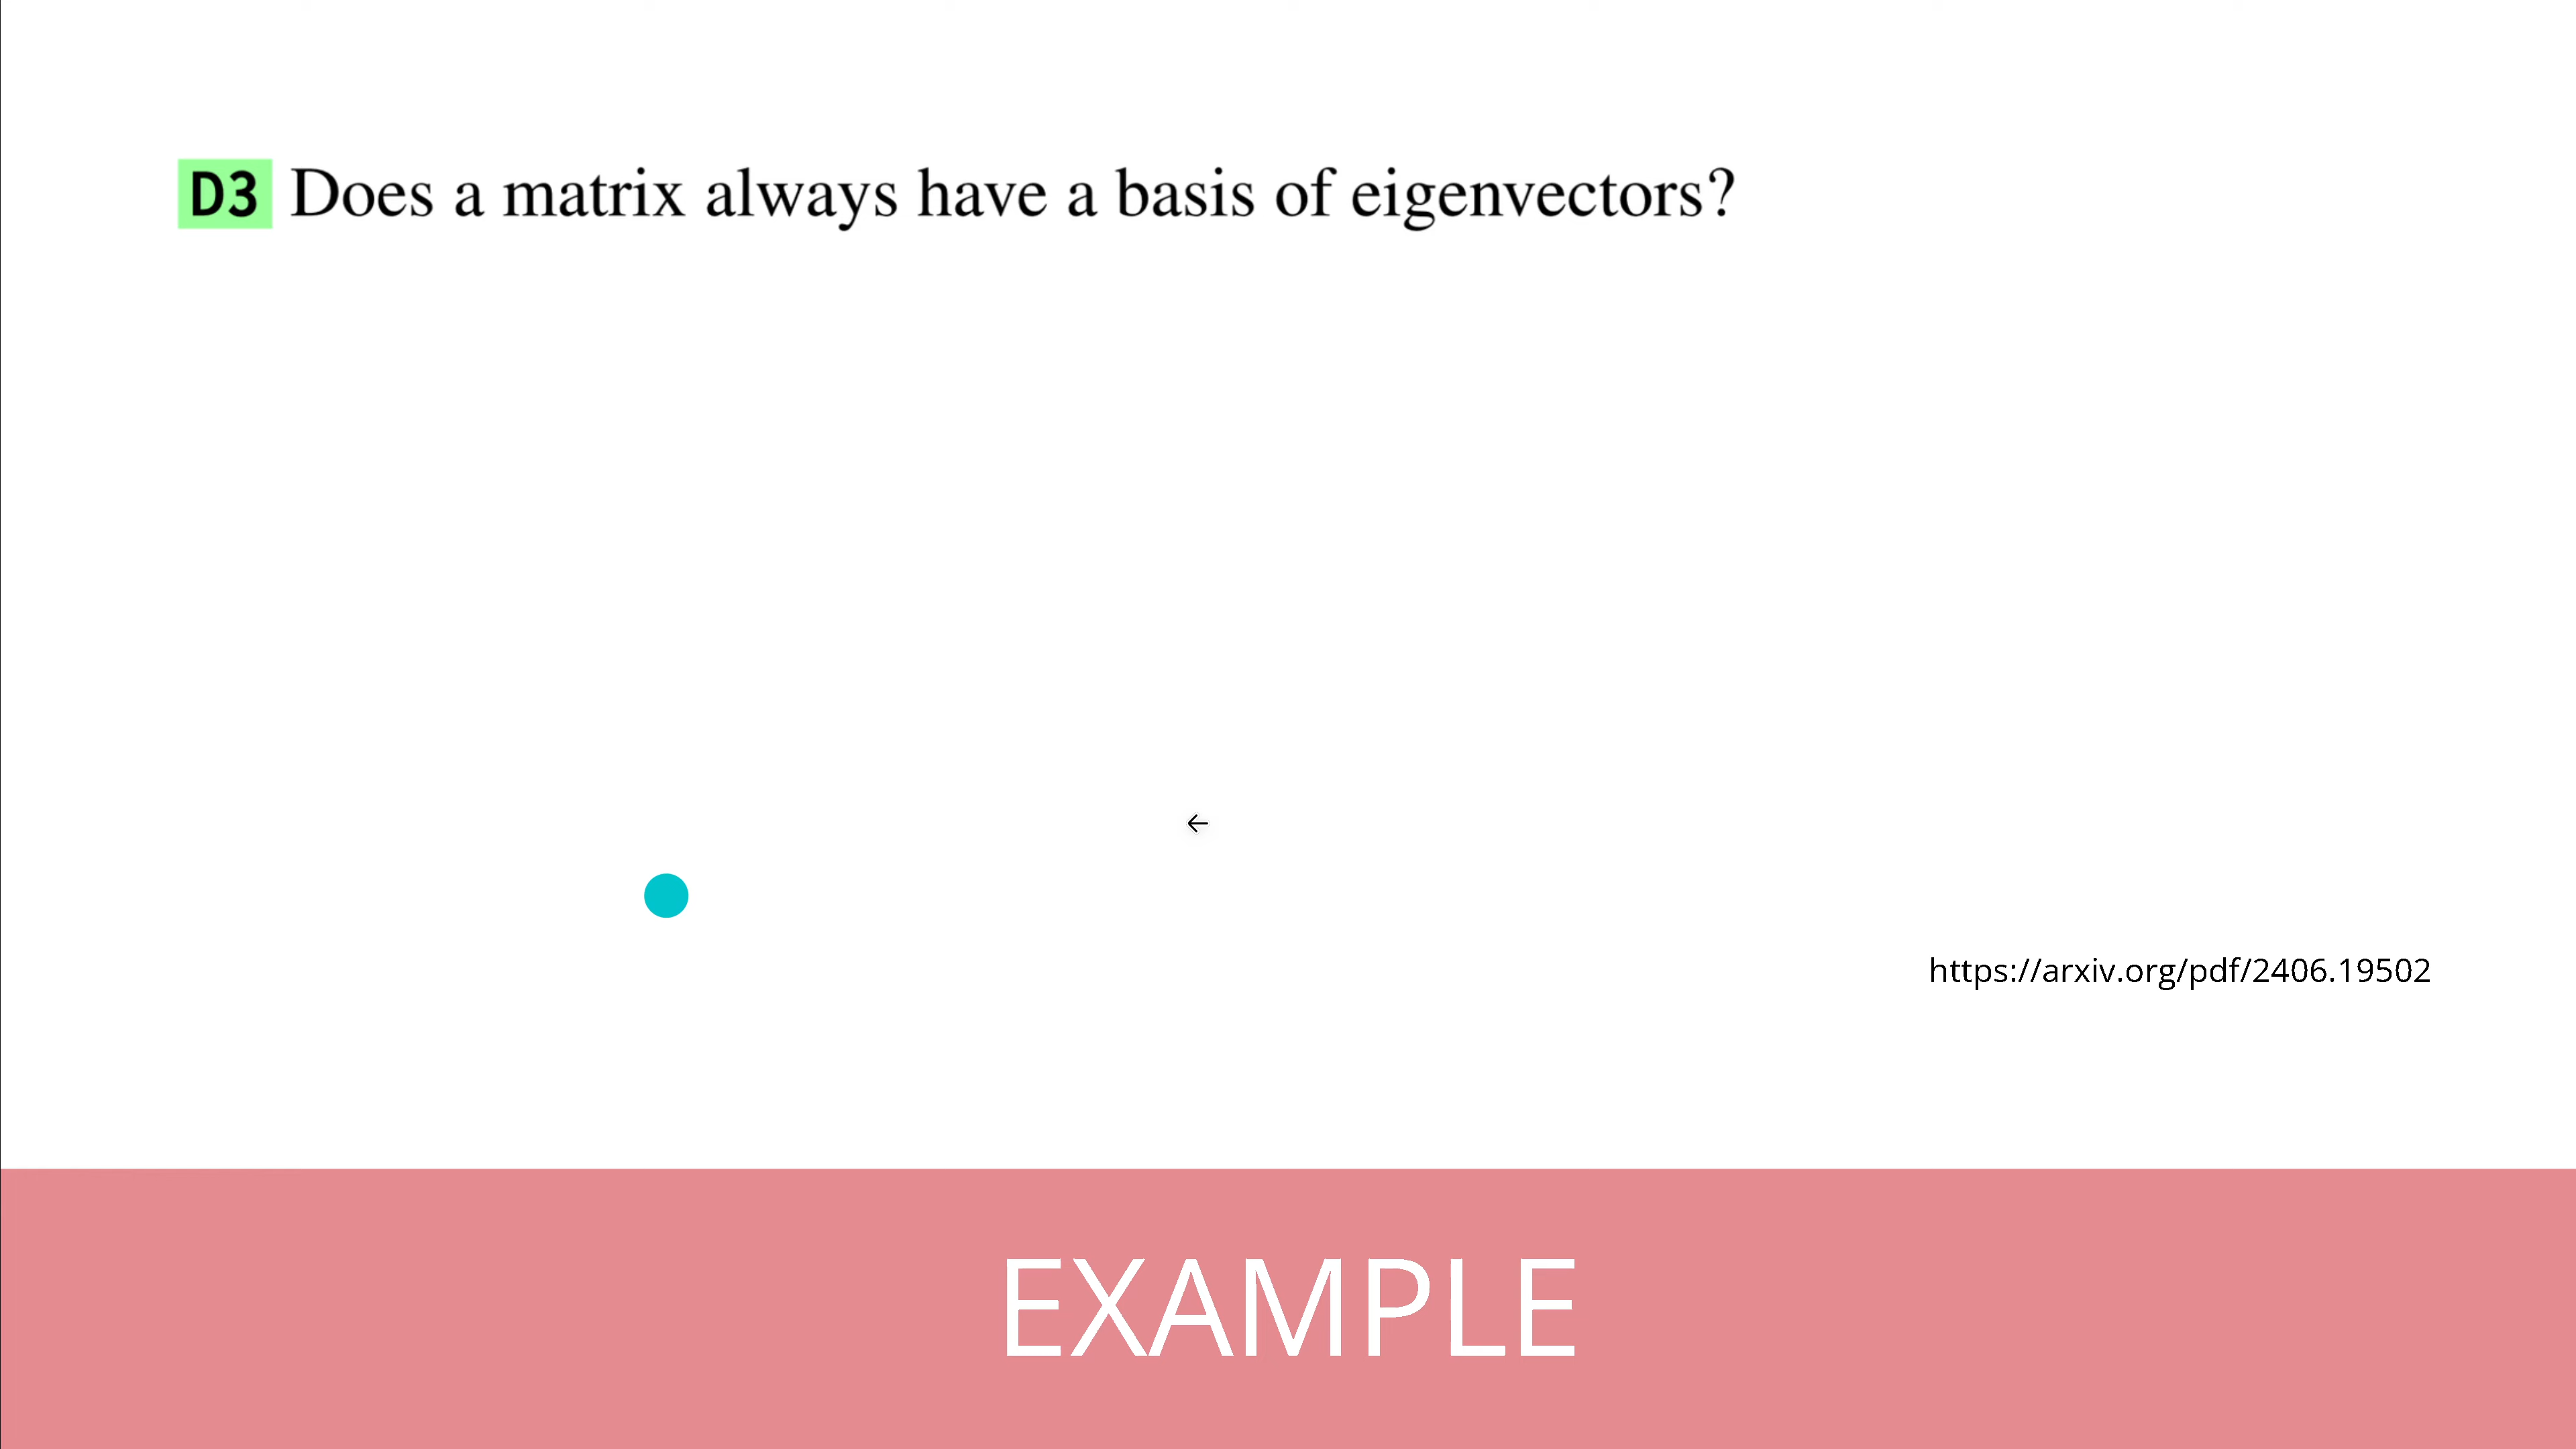 D3 Does a matrix always have a basis of eigenvectors?
https://arxiv.org/pdf/2406.19502
EXAMPLE